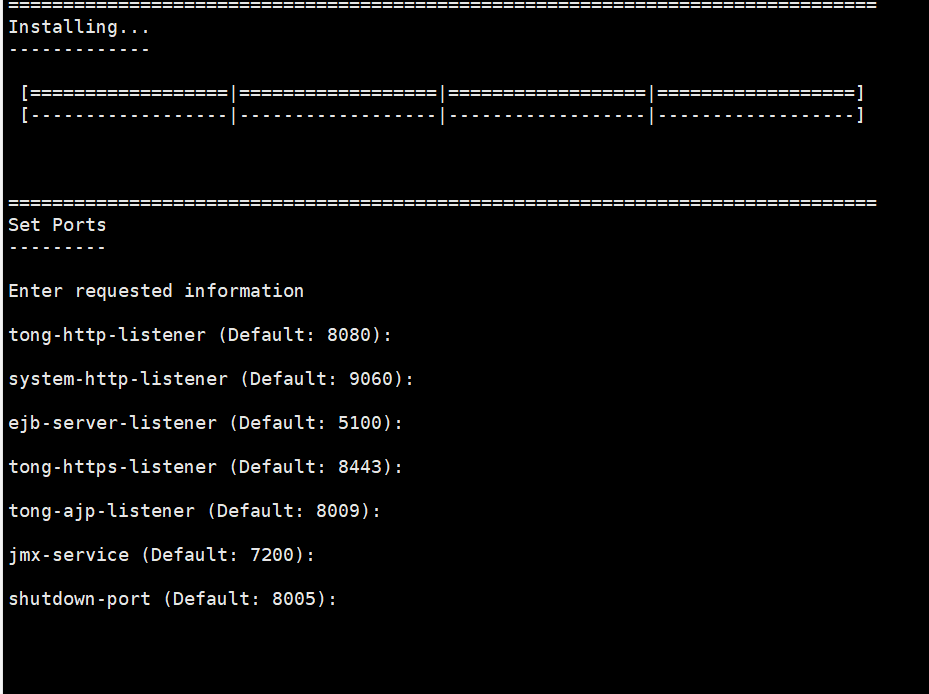 ===============================================================================
Installing...
-------------
[==================|==================|==================|==================]
[------------------|------------------|------------------|------------------]
===============================================================================
Set Ports
---------
Enter requested information
tong-http-listener (Default: 8080):
system-http-listener (Default: 9060):
ejb-server-listener (Default: 5100):
tong-https-listener (Default: 8443):
tong-ajp-listener (Default: 8009):
jmx-service (Default: 7200):
shutdown-port (Default: 8005):